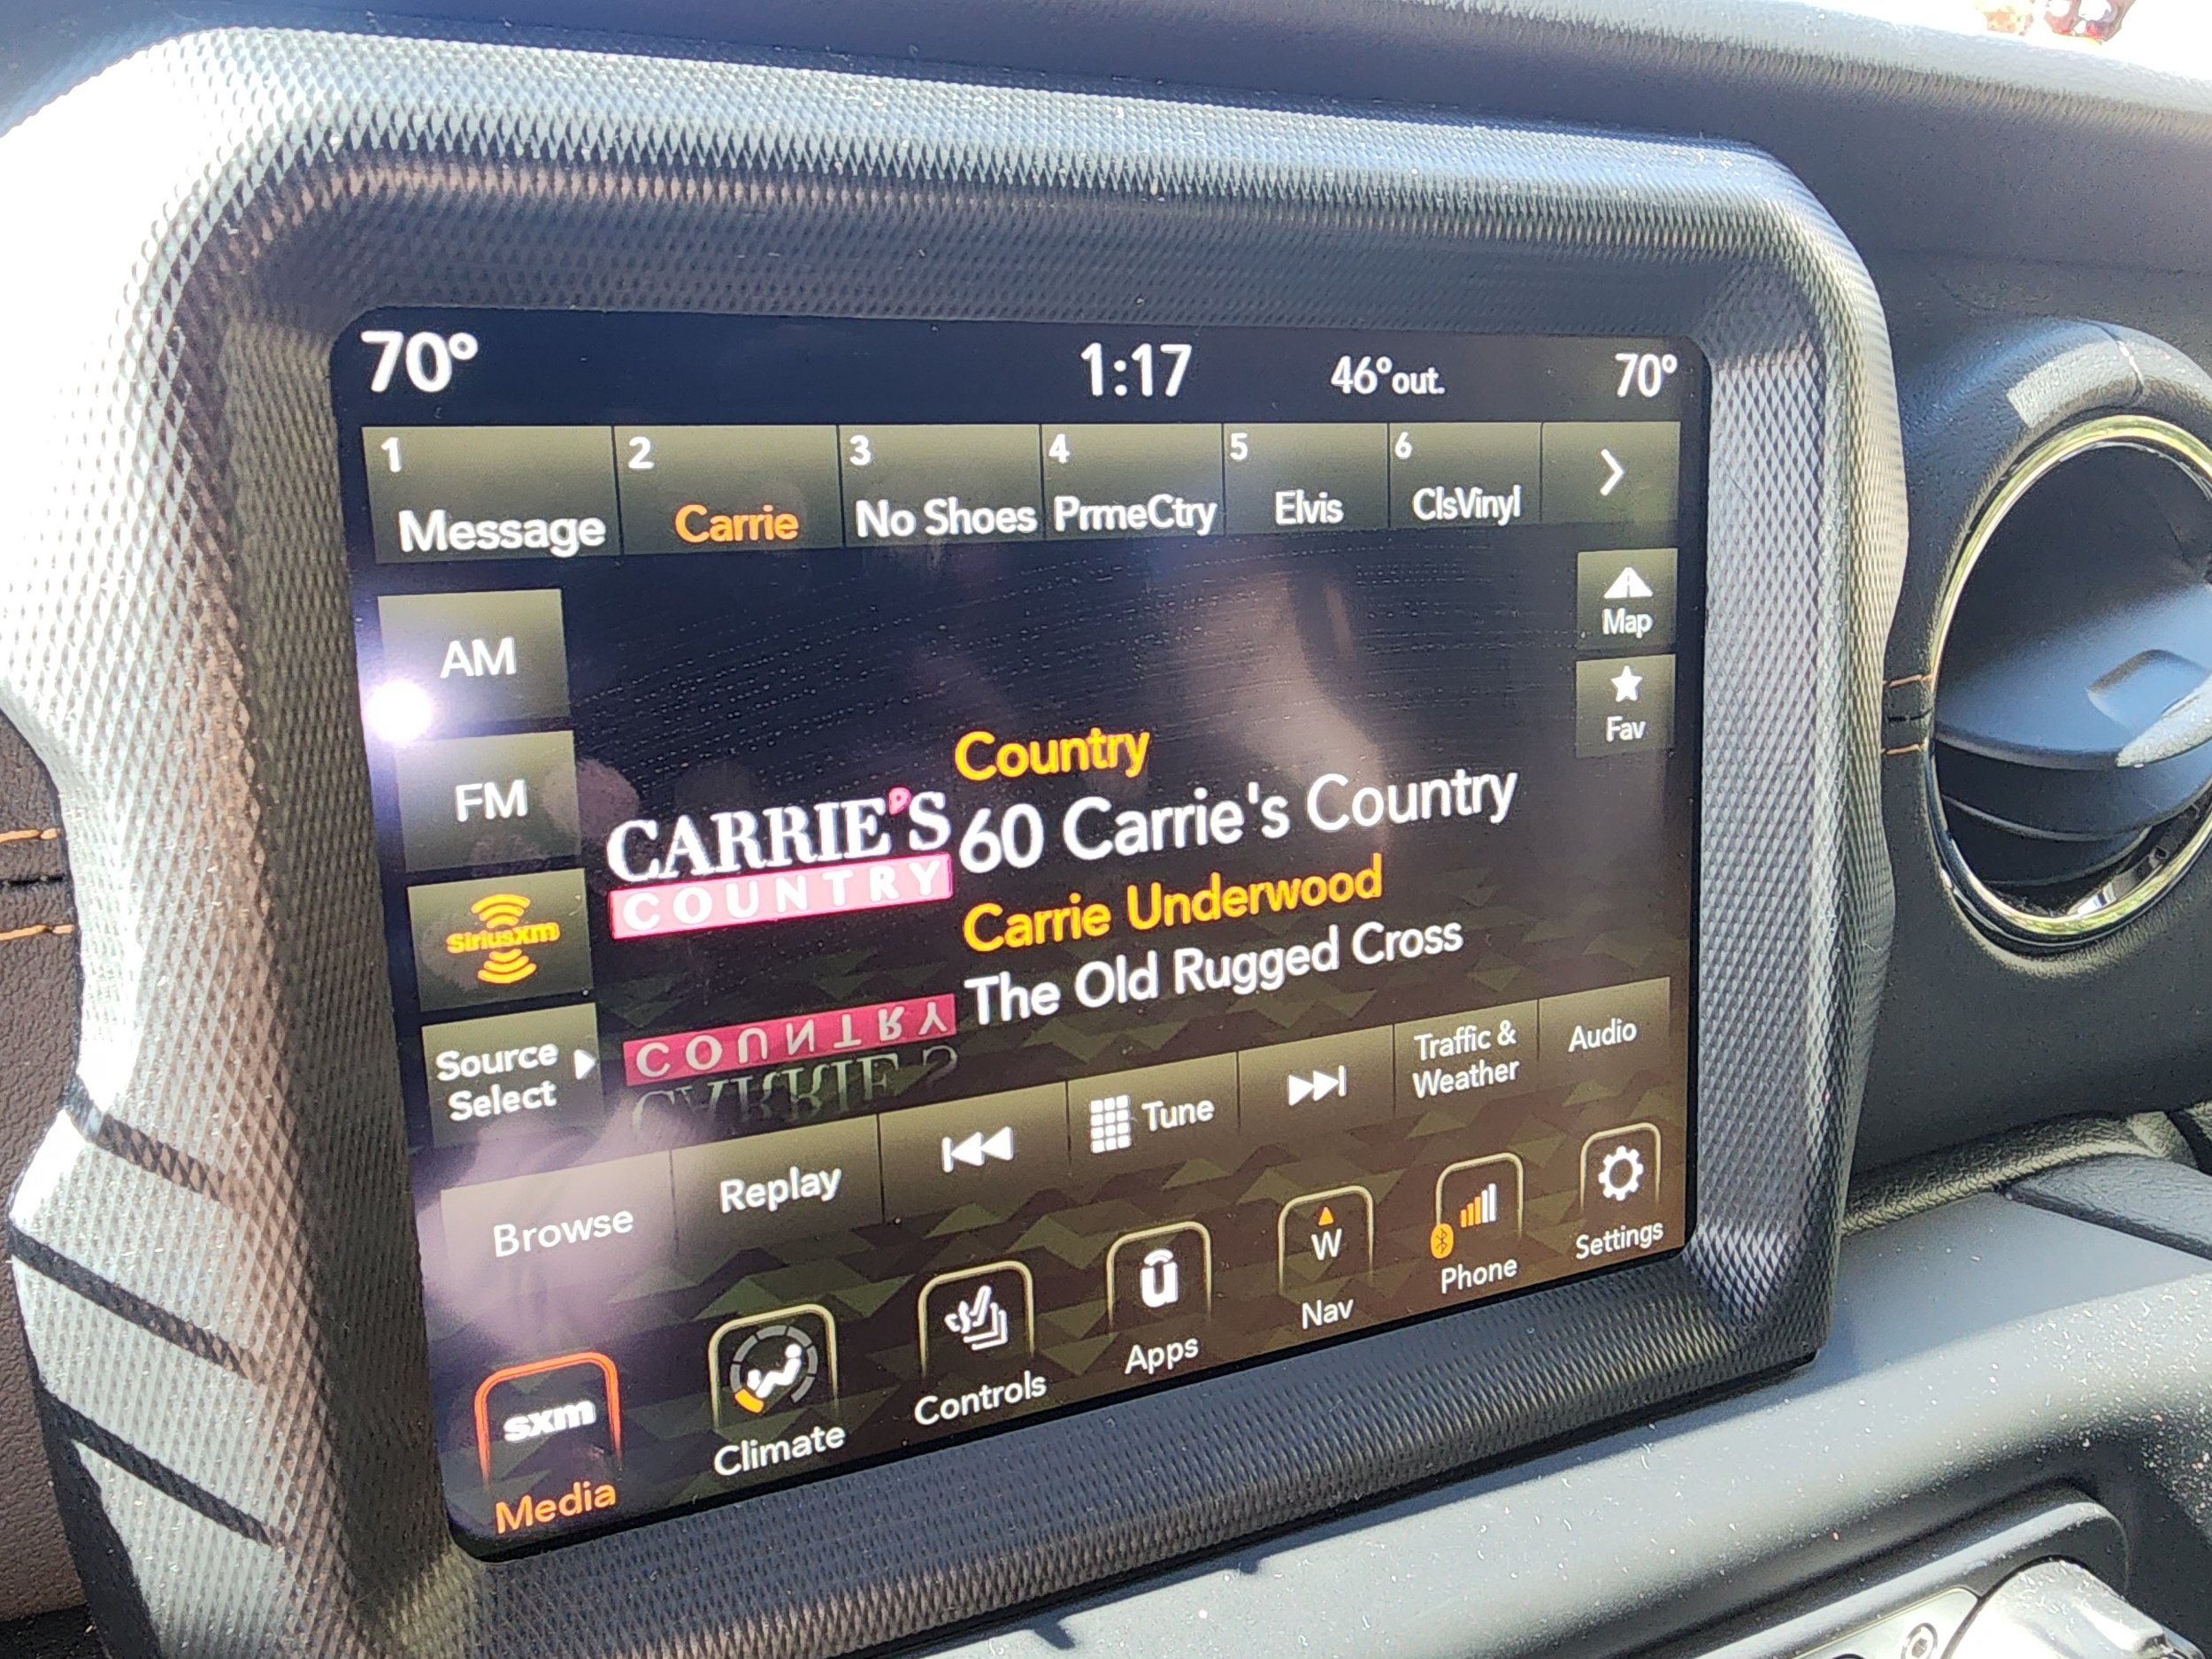 70° 1:17 46°out. 70°
1 2 3 4 5 6
Message Carrie No Shoes PrmeCtry Elvis ClsVinyl
Map
AM
Fav
Country
FM
CARRIE'S
COUNTRY
60 Carrie's Country
Carrie Underwood
SiriusXm
The Old Rugged Cross
COUNTRY
CARRIE'S
Source
Select
Browse
Replay
Tune
Traffic &
Weather
Audio
sxm
Media
Climate
Controls
u
Apps
W
Nav
Phone
Settings